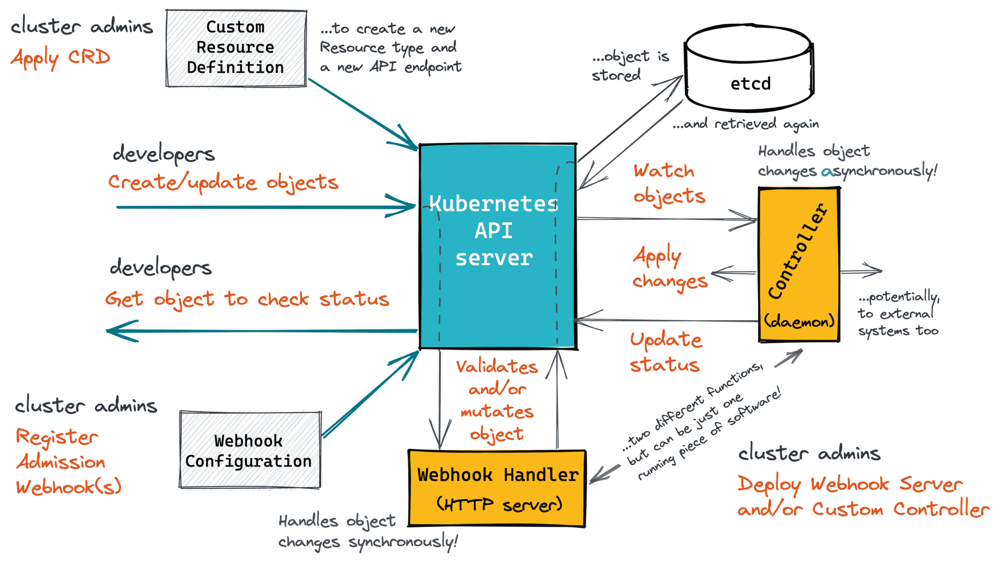 cluster admins
Apply CRD
Custom
Resource
Definition
...to create a new
Resource type and
a new API endpoint
...object is
stored
etcd
...and retrieved again
developers
Create/update objects
Kubernetes
API
server
Watch
objects
Handles object
changes asynchronously!
Controller
(daemon)
Apply
changes
...potentially,
to external
systems too
developers
Get object to check status
Update
status
Validates
and/or
mutates
object
...two different functions,
but can be just one
running piece of software!
cluster admins
Register
Admission
Webhook(s)
Webhook
Configuration
Webhook Handler
(HTTP server)
Handles object
changes synchronously!
cluster admins
Deploy Webhook Server
and/or Custom Controller